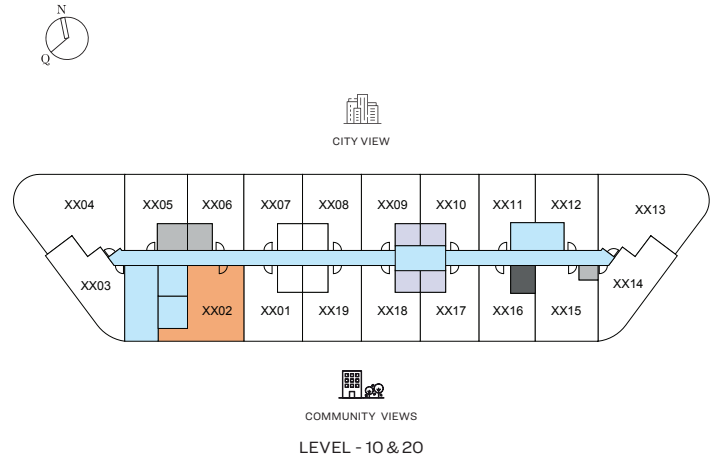 N
Q
CITY VIEW
XX04
XX05
XX06
XX07
XX08
XX09
XX10
XX11
XX12
XX13
XX03
XX14
XX02
XX01
XX19
XX18
XX17
XX16
XX15
COMMUNITY VIEWS
LEVEL - 10 & 20